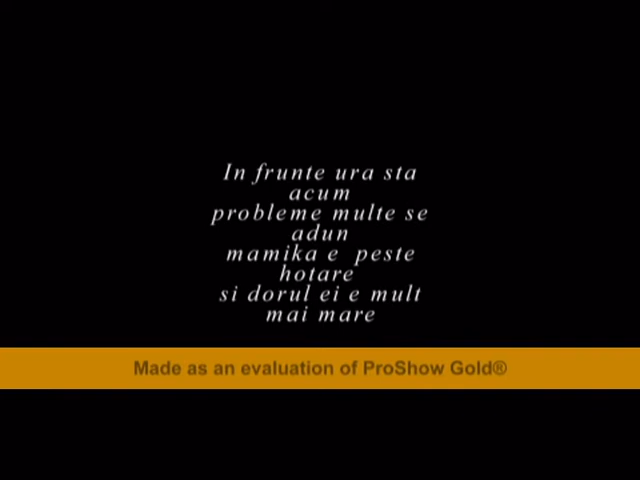 In frunte ura sta
acum
probleme multe se
adun
mamika e  peste
hotare
si dorul ei e mult
mai mare
Made as an evaluation of ProShow Gold®